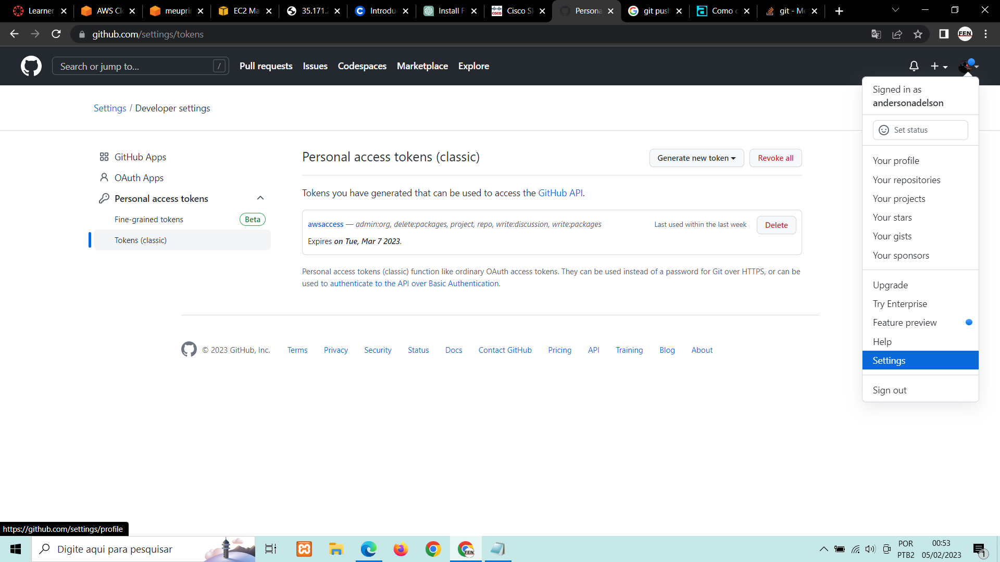 Learner
AWS Cl
meuprir
EC2 Ma
35.171.2
Introdu
Install F
Cisco Sk
Persona
git push
Como c
git - Me
github.com/settings/tokens
FEN
Search or jump to...
/
Pull requests
Issues
Codespaces
Marketplace
Explore
Signed in as
andersonadelson
Set status
Your profile
Your repositories
Your projects
Your stars
Your gists
Your sponsors
Upgrade
Try Enterprise
Feature preview
Help
Settings
Sign out
Settings / Developer settings
GitHub Apps
OAuth Apps
Personal access tokens
Fine-grained tokens
Beta
Tokens (classic)
Personal access tokens (classic)
Generate new token
Revoke all
Tokens you have generated that can be used to access the GitHub API.
awsaccess — admin:org, delete:packages, project, repo, write:discussion, write:packages
Last used within the last week
Delete
Expires on Tue, Mar 7 2023.
Personal access tokens (classic) function like ordinary OAuth access tokens. They can be used instead of a password for Git over HTTPS, or can be
used to authenticate to the API over Basic Authentication.
© 2023 GitHub, Inc.
Terms
Privacy
Security
Status
Docs
Contact GitHub
Pricing
API
Training
Blog
About
https://github.com/settings/profile
Digite aqui para pesquisar
FEN
POR
PTB2
00:53
05/02/2023
1